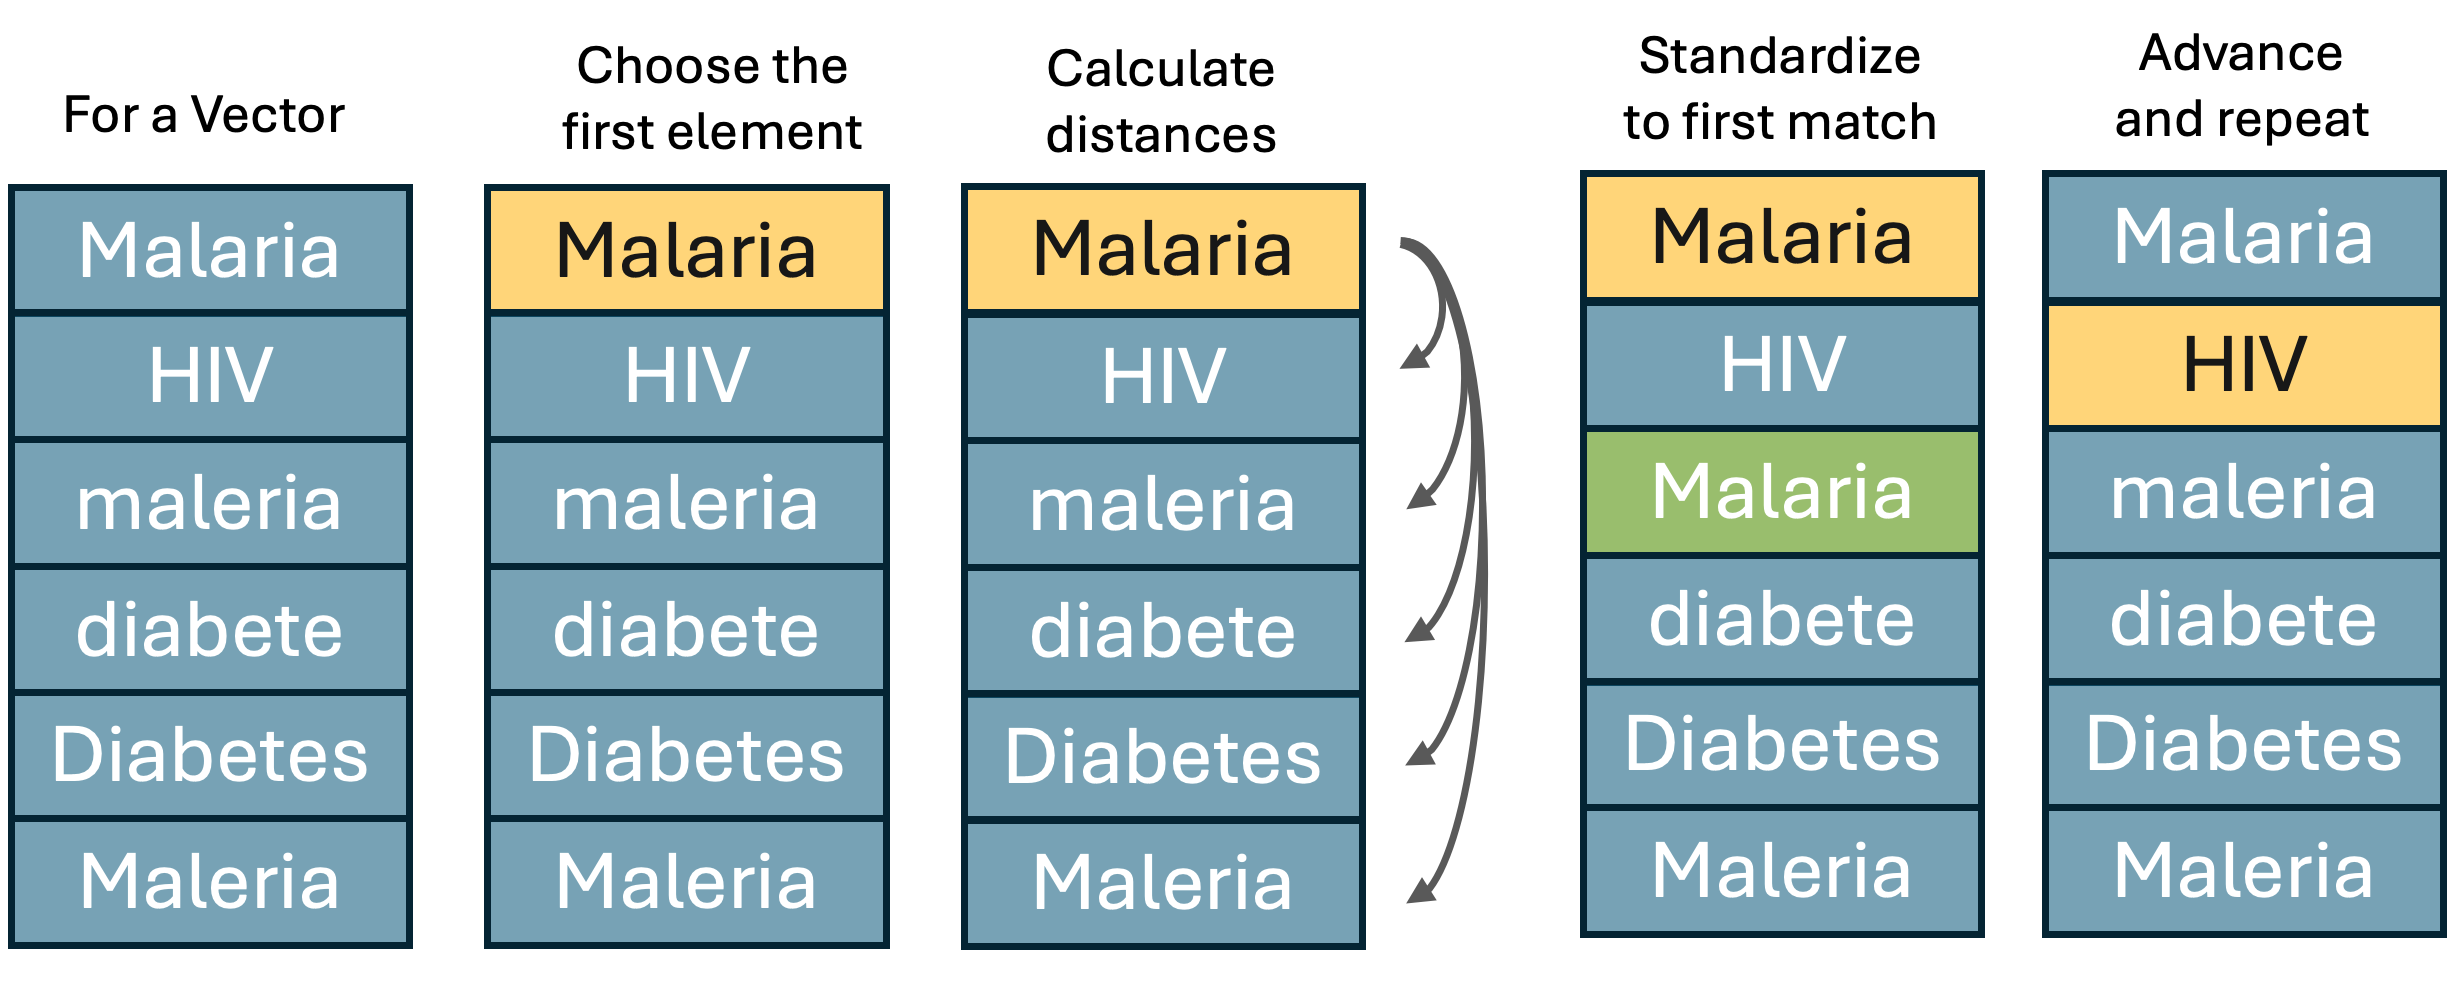 For a Vector
Malaria
HIV
maleria
diabete
Diabetes
Maleria
Choose the
first element
Malaria
HIV
maleria
diabete
Diabetes
Maleria
Calculate
distances
Malaria
HIV
maleria
diabete
Diabetes
Maleria
Standardize
to first match
Malaria
HIV
Malaria
diabete
Diabetes
Maleria
Advance
and repeat
Malaria
HIV
maleria
diabete
Diabetes
Maleria